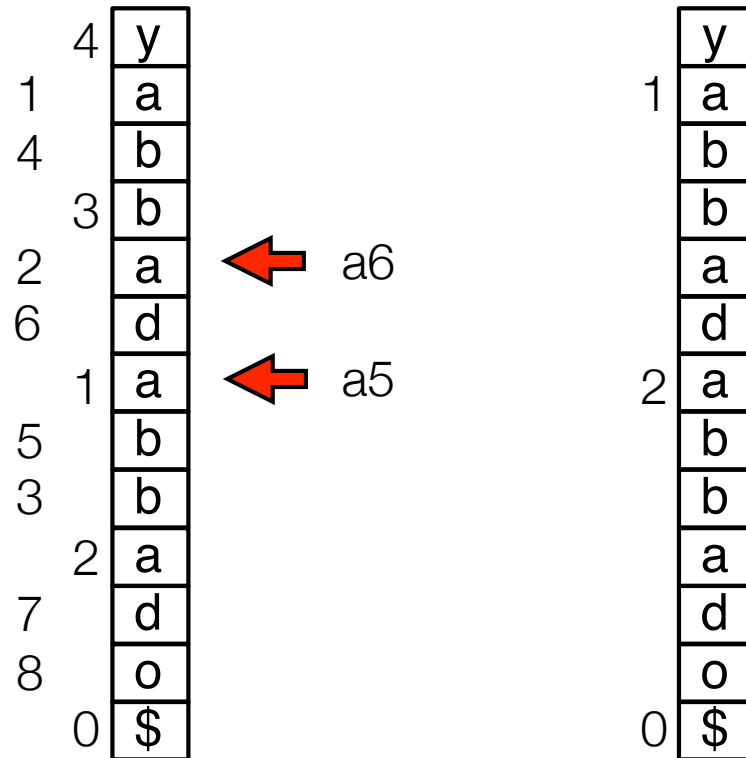 4 y y
1 a 1 a
4 b b
3 b b
2 a a6 a
6 d d
1 a a5 2 a
5 b b
3 b b
2 a a
7 d d
8 o o
0 $ 0 $